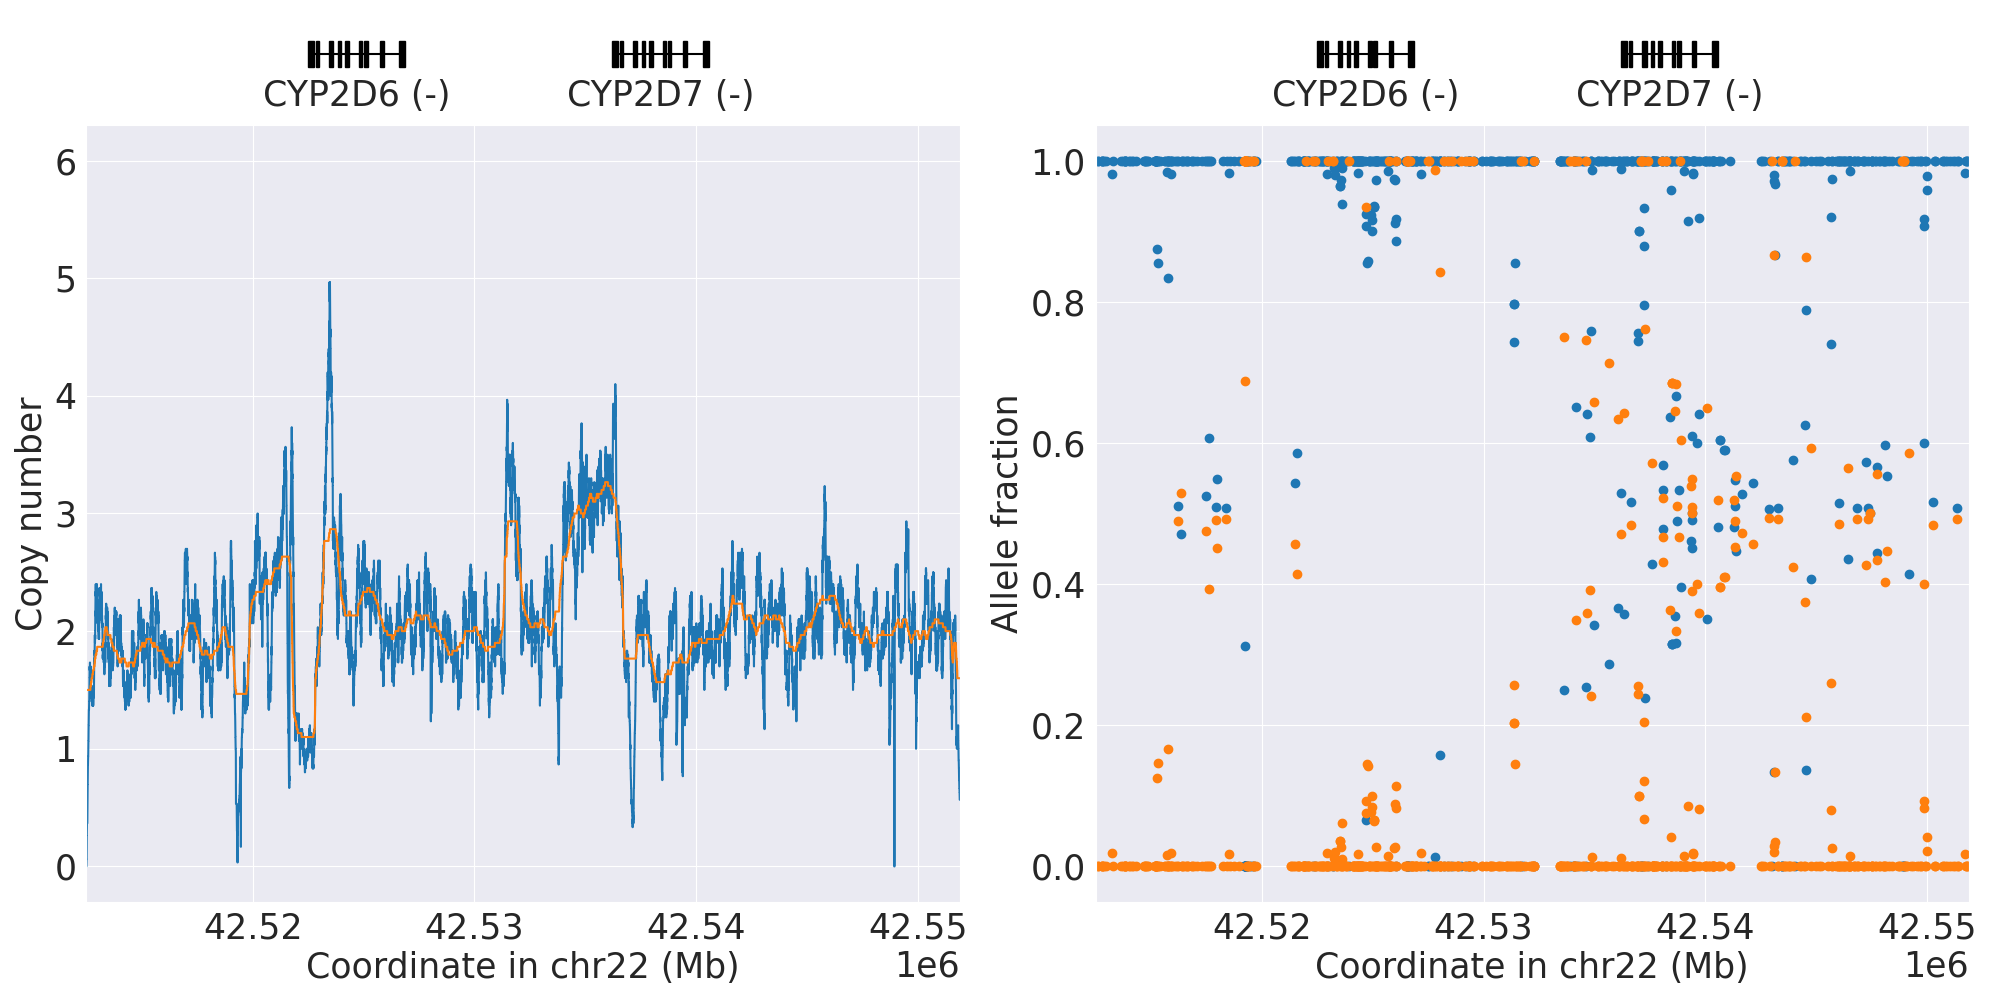 CYP2D6 (-) CYP2D7 (-)
6
5
4
3
2
1
0
Copy number
42.52 42.53 42.54 42.55
Coordinate in chr22 (Mb) 1e6
CYP2D6 (-) CYP2D7 (-)
1.0
0.8
0.6
0.4
0.2
0.0
Allele fraction
42.52 42.53 42.54 42.55
Coordinate in chr22 (Mb) 1e6